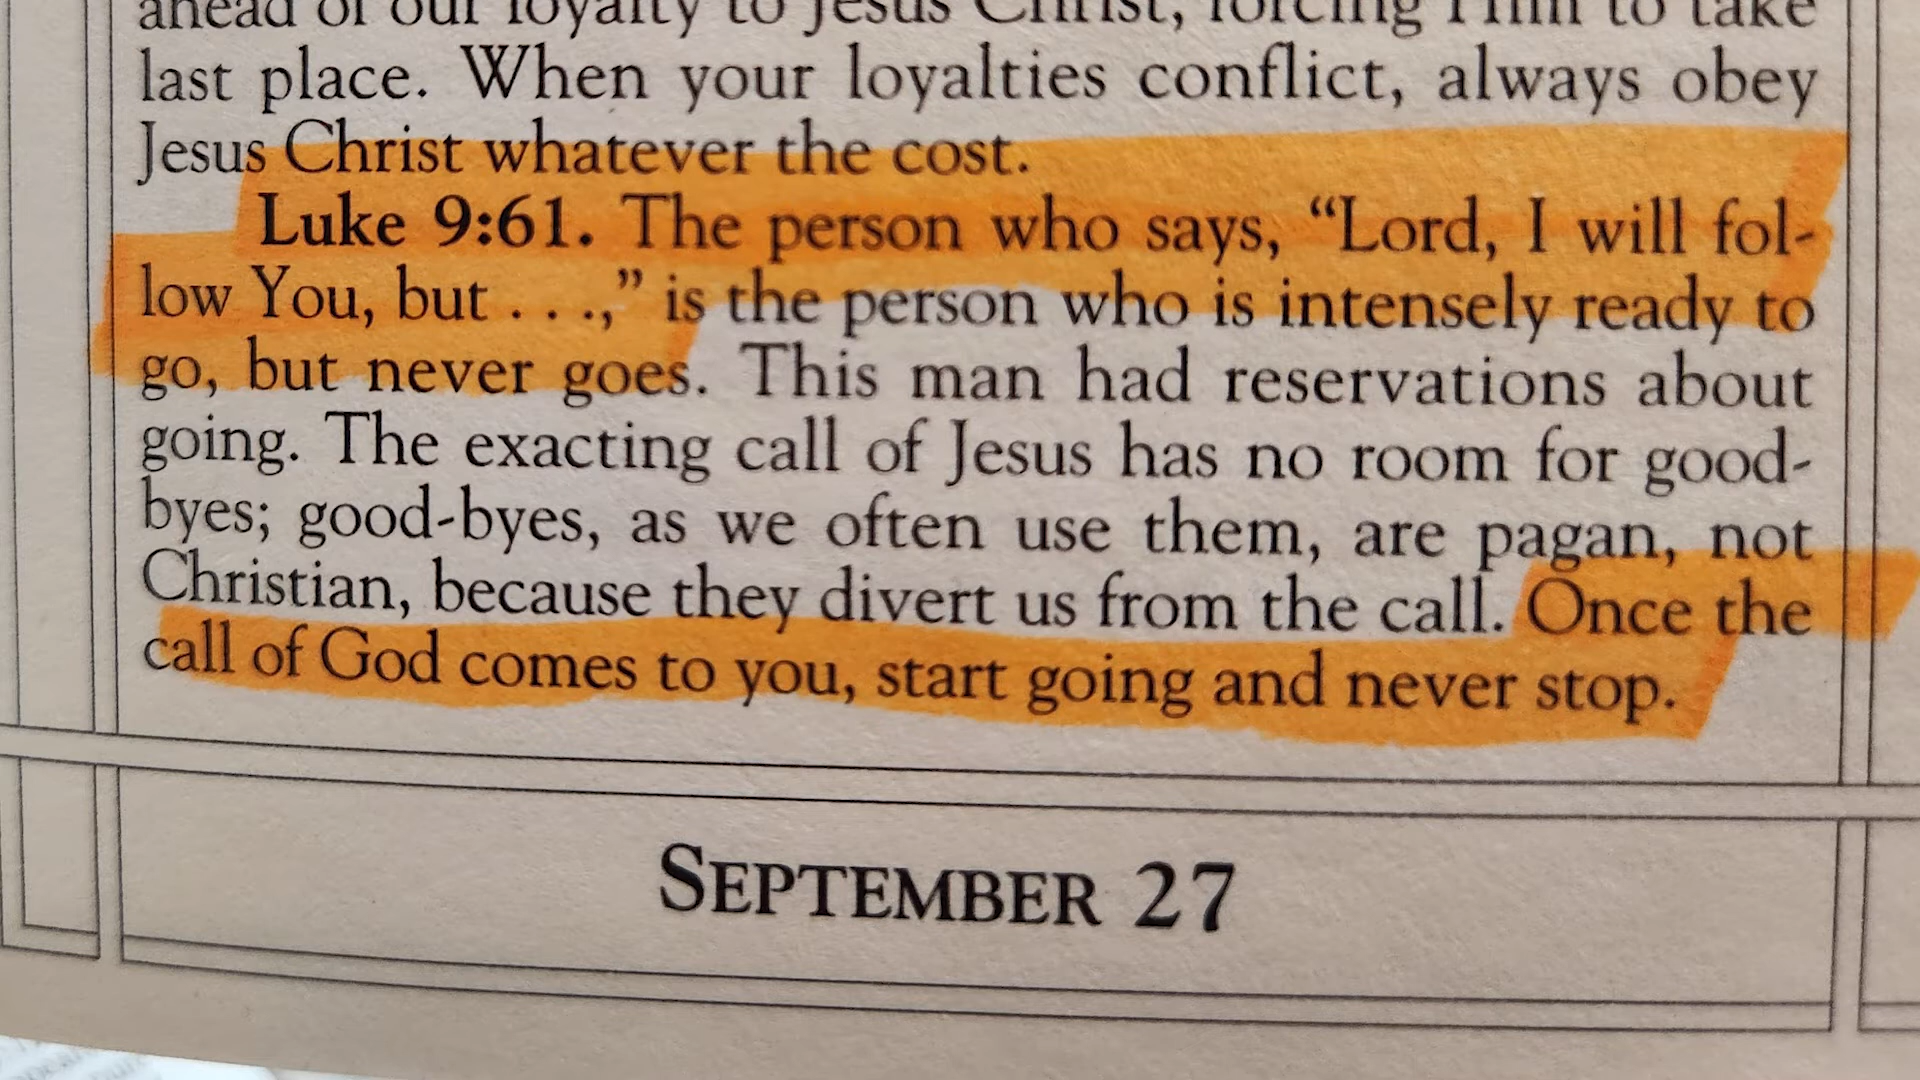 ahead of our loyalty to Jesus Christ, forcing Him to take
last place. When your loyalties conflict, always obey
Jesus Christ whatever the cost.
Luke 9:61. The person who says, “Lord, I will fol-
low You, but . . .,” is the person who is intensely ready to
go, but never goes. This man had reservations about
going. The exacting call of Jesus has no room for good-
byes; good-byes, as we often use them, are pagan, not
Christian, because they divert us from the call. Once the
call of God comes to you, start going and never stop.
SEPTEMBER 27